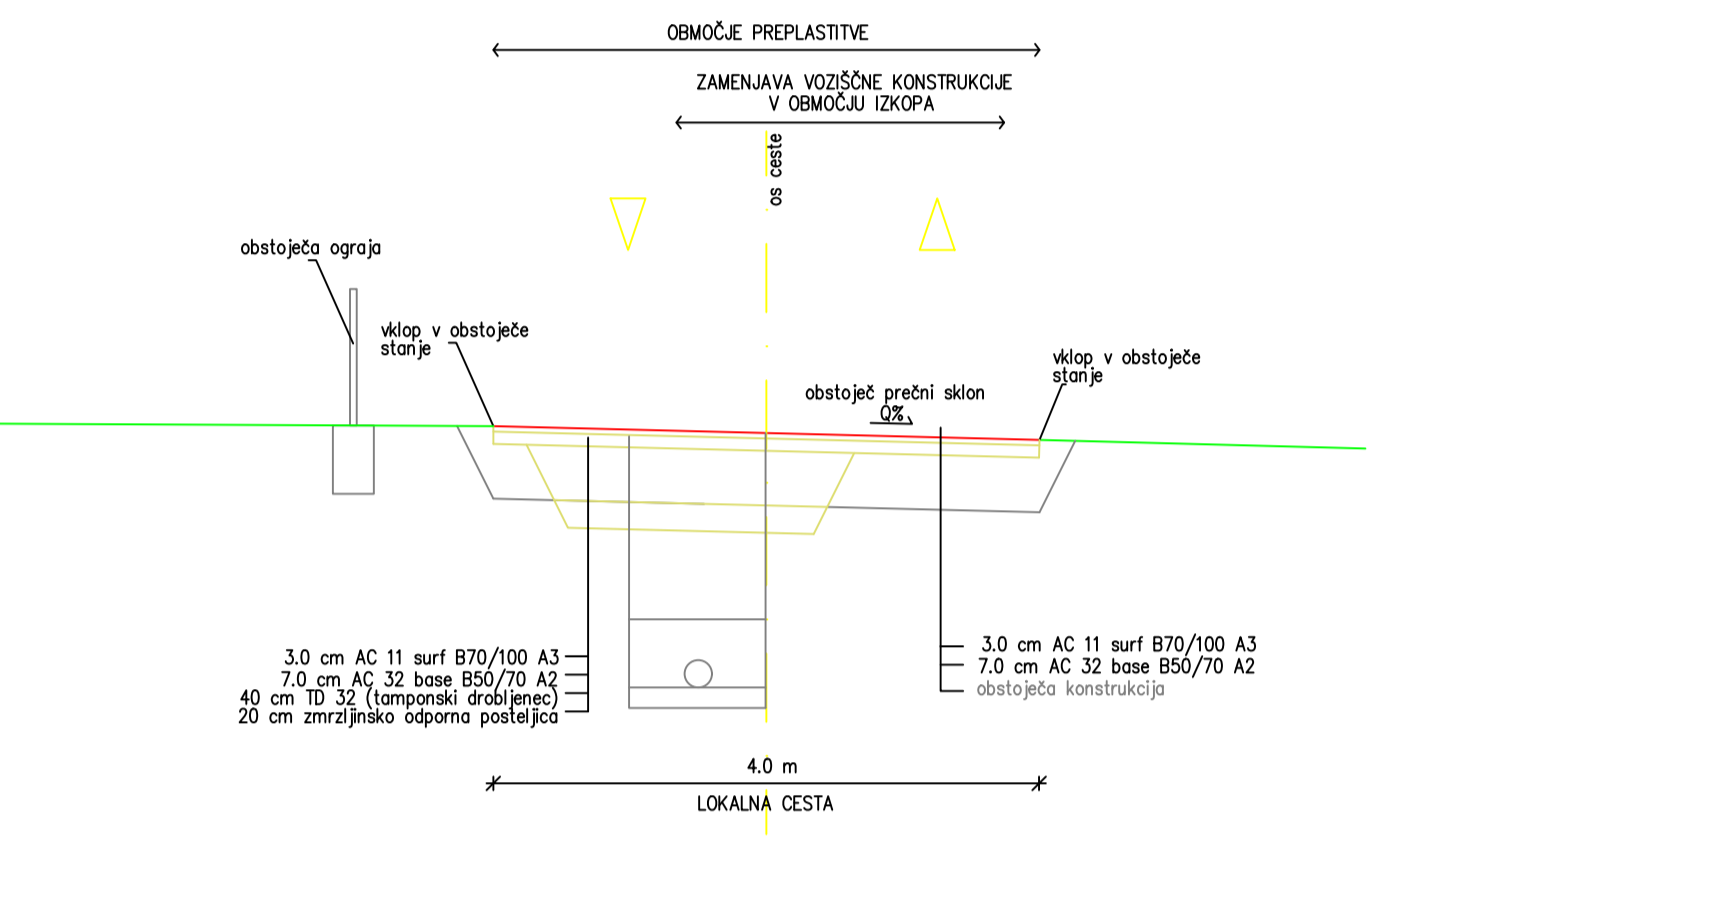 OBMOČJE PREPLASTITVE
ZAMENJAVA VOZIŠČNE KONSTRUKCIJE
V OBMOČJU IZKOPA
os ceste
obstoječa ograja
vklop v obstoječe
stanje
vklop v obstoječe
stanje
obstoječ prečni sklon
Q%
3.0 cm AC 11 surf B70/100 A3
7.0 cm AC 32 base B50/70 A2
40 cm TD 32 (tamponski drobljenec)
20 cm zmrzljinsko odporna posteljica
3.0 cm AC 11 surf B70/100 A3
7.0 cm AC 32 base B50/70 A2
obstoječa konstrukcija
4.0 m
LOKALNA CESTA